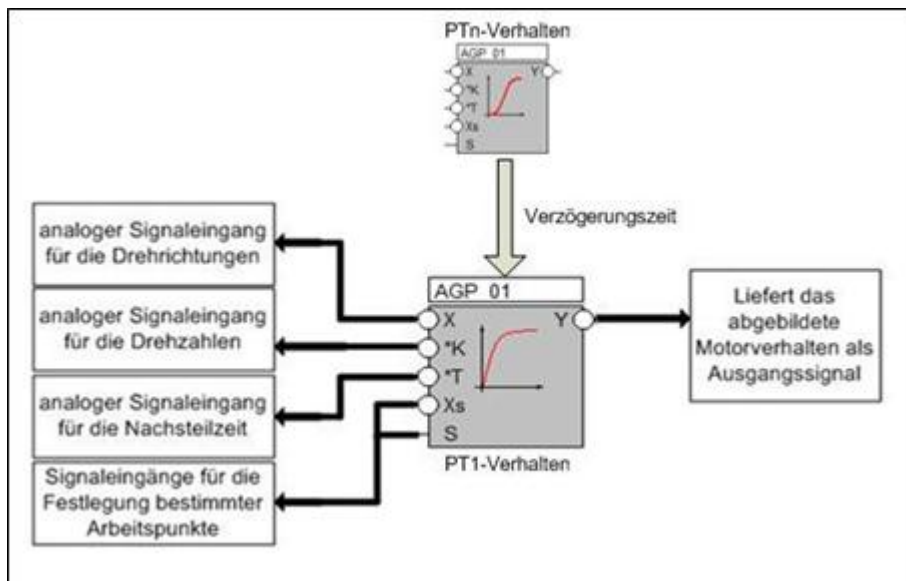 PTn-Verhalten
AGP 01
X
Y
*K
*T
Xs
S
Verzögerungszeit
analoger Signaleingang
für die Drehrichtungen
analoger Signaleingang
für die Drehzahlen
analoger Signaleingang
für die Nachsteilzeit
Signaleingänge für die
Festlegung bestimmter
Arbeitspunkte
AGP 01
X
Y
*K
*T
Xs
S
PT1-Verhalten
Liefert das
abgebildete
Motorverhalten als
Ausgangssignal